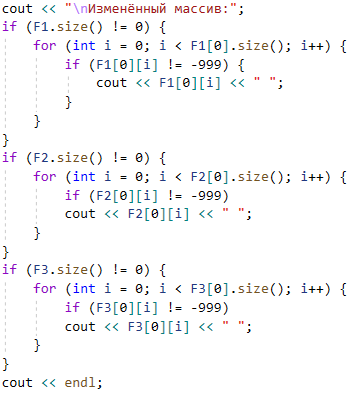 cout << "\nИзменённый массив:";
if (F1.size() != 0) {
    for (int i = 0; i < F1[0].size(); i++) {
        if (F1[0][i] != -999) {
            cout << F1[0][i] << " ";
        }
    }
}
if (F2.size() != 0) {
    for (int i = 0; i < F2[0].size(); i++) {
        if (F2[0][i] != -999)
        cout << F2[0][i] << " ";
    }
}
if (F3.size() != 0) {
    for (int i = 0; i < F3[0].size(); i++) {
        if (F3[0][i] != -999)
        cout << F3[0][i] << " ";
    }
}
cout << endl;